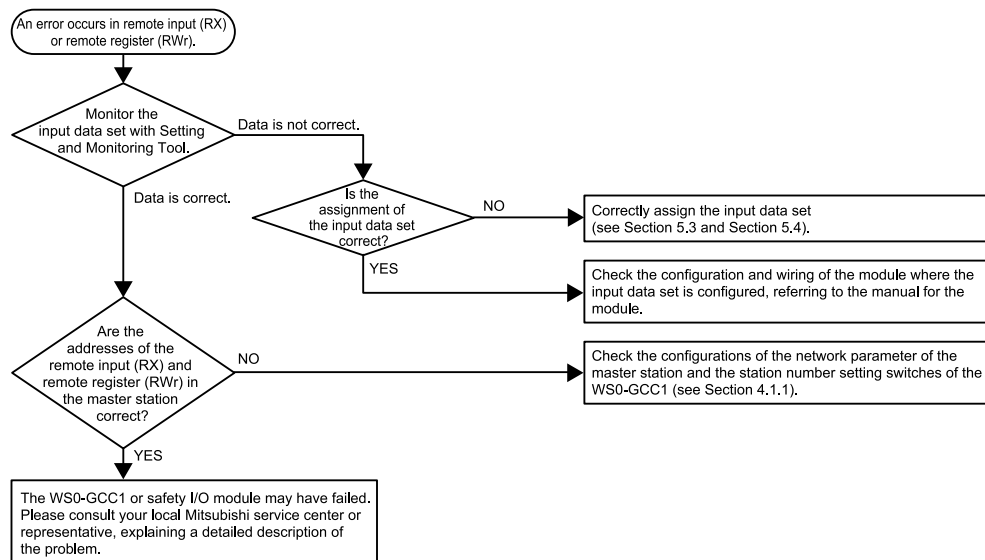 An error occurs in remote input (RX)
or remote register (RWr).
Monitor the
input data set with Setting
and Monitoring Tool.
Data is not correct.
Data is correct.
Is the
assignment of
the input data set
correct?
NO
Correctly assign the input data set
(see Section 5.3 and Section 5.4).
YES
Check the configuration and wiring of the module where the
input data set is configured, referring to the manual for the
module.
Are the
addresses of the
remote input (RX) and
remote register (RWr) in
the master station
correct?
NO
Check the configurations of the network parameter of the
master station and the station number setting switches of the
WS0-GCC1 (see Section 4.1.1).
YES
The WS0-GCC1 or safety I/O module may have failed.
Please consult your local Mitsubishi service center or
representative, explaining a detailed description of
the problem.